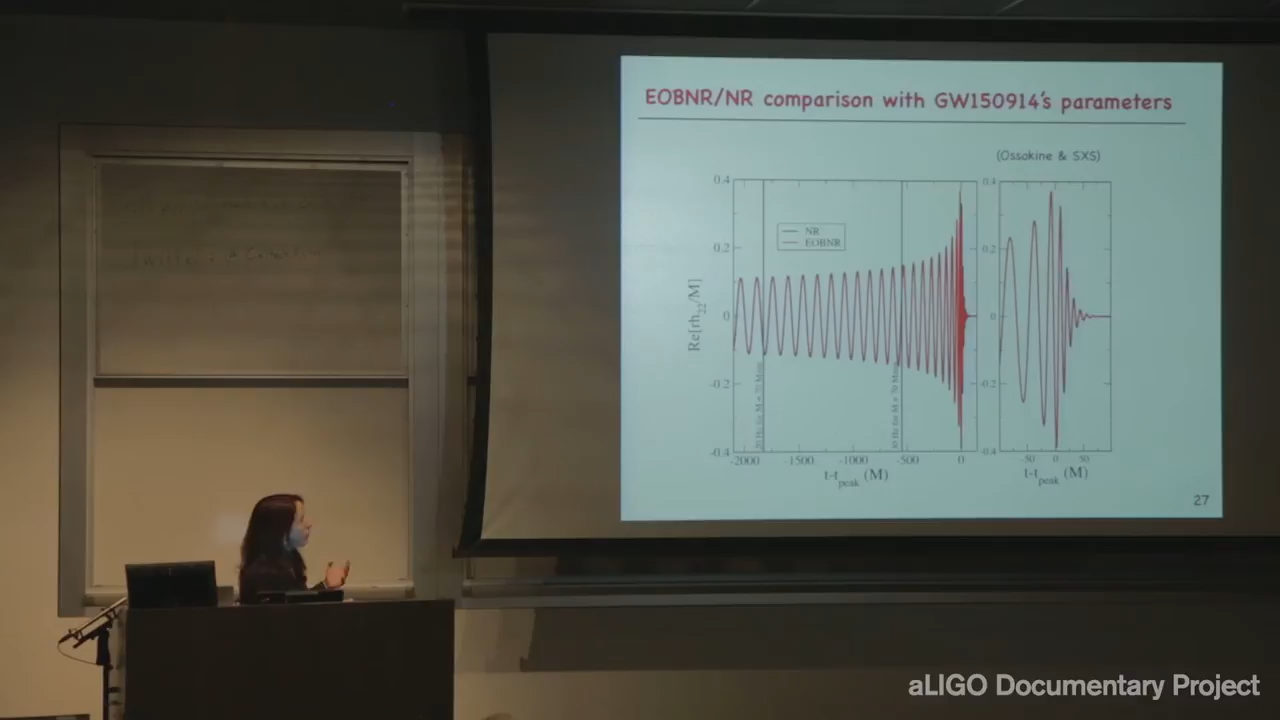 EOBNR/NR comparison with GW150914's parameters
(Ossokine & SXS)
0.4
0.2
0
-0.2
-0.4
Re[rh22/M]
NR
EOBNR
-2000
-1500
-1000
-500
0
t-tpeak (M)
0.4
0.2
0
-0.2
-0.4
-50
0
50
t-tpeak (M)
27
aLIGO Documentary Project